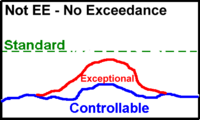 Not EE - No Exceedance
Standard
Exceptional
Controllable